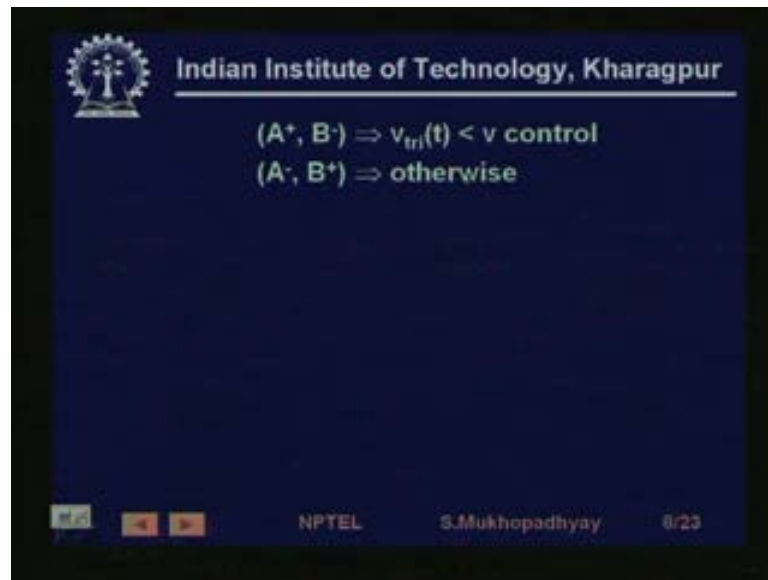 Indian Institute of Technology, Kharagpur
(A⁺, B⁻) ⇒ v_tri(t) < v control
(A⁻, B⁺) ⇒ otherwise
NPTEL S.Mukhopadhyay 8/23